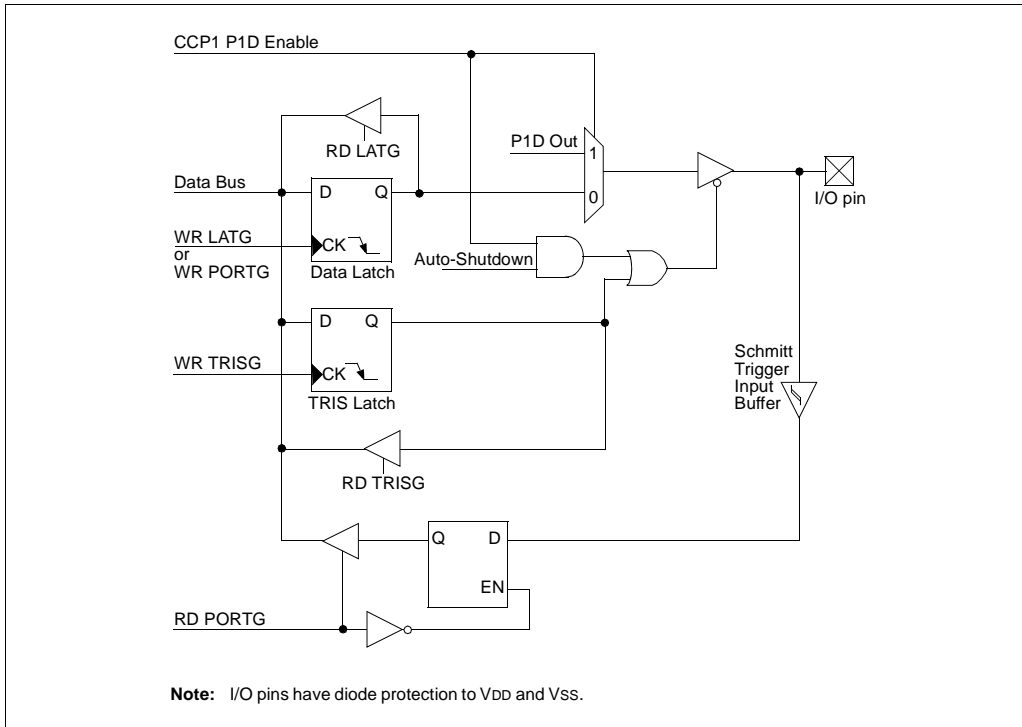 CCP1 P1D Enable
RD LATG
P1D Out
1
0
Data Bus
D Q
I/O pin
WR LATG
or
WR PORTG
CK
Data Latch
Auto-Shutdown
D Q
WR TRISG
CK
TRIS Latch
Schmitt
Trigger
Input
Buffer
RD TRISG
Q D
EN
RD PORTG
Note: I/O pins have diode protection to VDD and VSS.